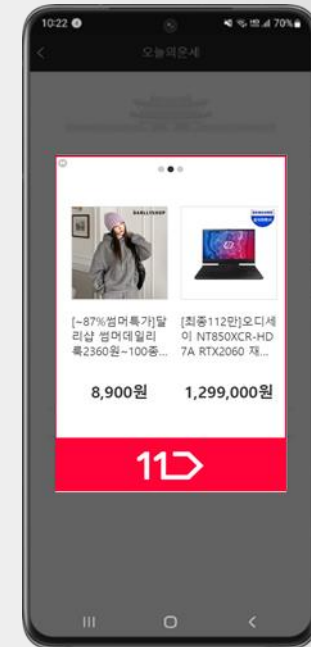 10:22
70%
오늘의운세
DARLLYSHOP
SAMSUNG
[~87%썸머특가]달
리샵 썸머데일리
룩2360원~100종...
8,900원
[최종112만]오디세
이 NT850XCR-HD
7A RTX2060 재...
1,299,000원
11